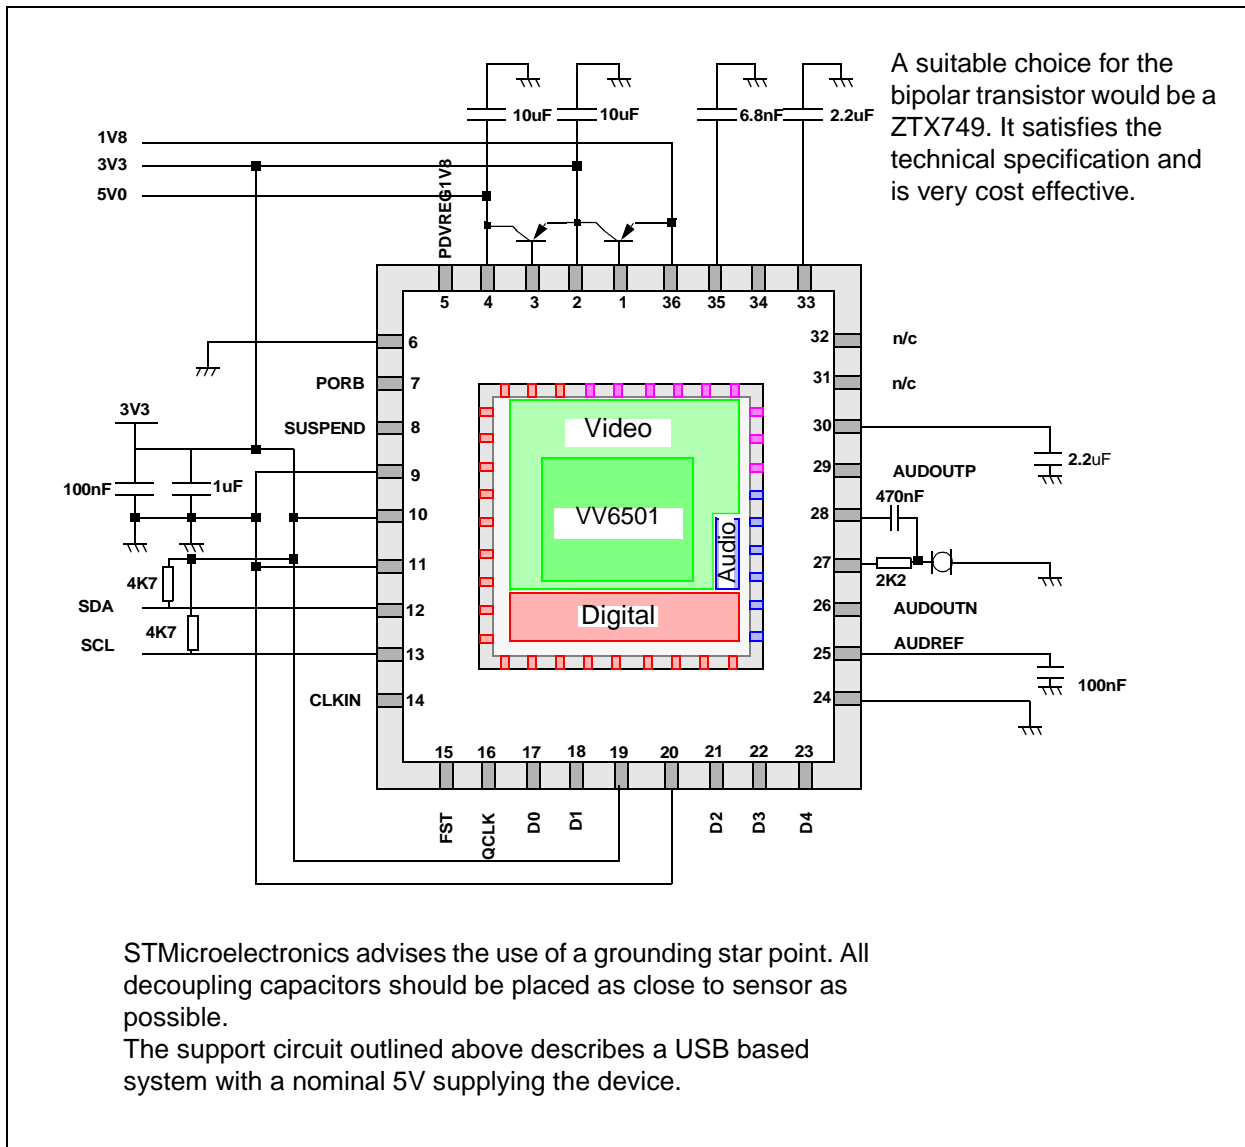 A suitable choice for the
bipolar transistor would be a
ZTX749. It satisfies the
technical specification and
is very cost effective.
10uF
10uF
6.8nF
2.2uF
1V8
3V3
5V0
PDVREG1V8
5
4
3
2
1
36
35
34
33
6
PORB
7
SUSPEND
8
9
10
11
12
13
CLKIN
14
3V3
100nF
1uF
4K7
SDA
4K7
SCL
Video
VV6501
Audio
Digital
32
n/c
31
n/c
30
2.2uF
29
AUDOUTP
470nF
28
27
2K2
26
AUDOUTN
25
AUDREF
100nF
24
15
16
17
18
19
20
21
22
23
FST
QCLK
D0
D1
D2
D3
D4
STMicroelectronics advises the use of a grounding star point. All
decoupling capacitors should be placed as close to sensor as
possible.
The support circuit outlined above describes a USB based
system with a nominal 5V supplying the device.